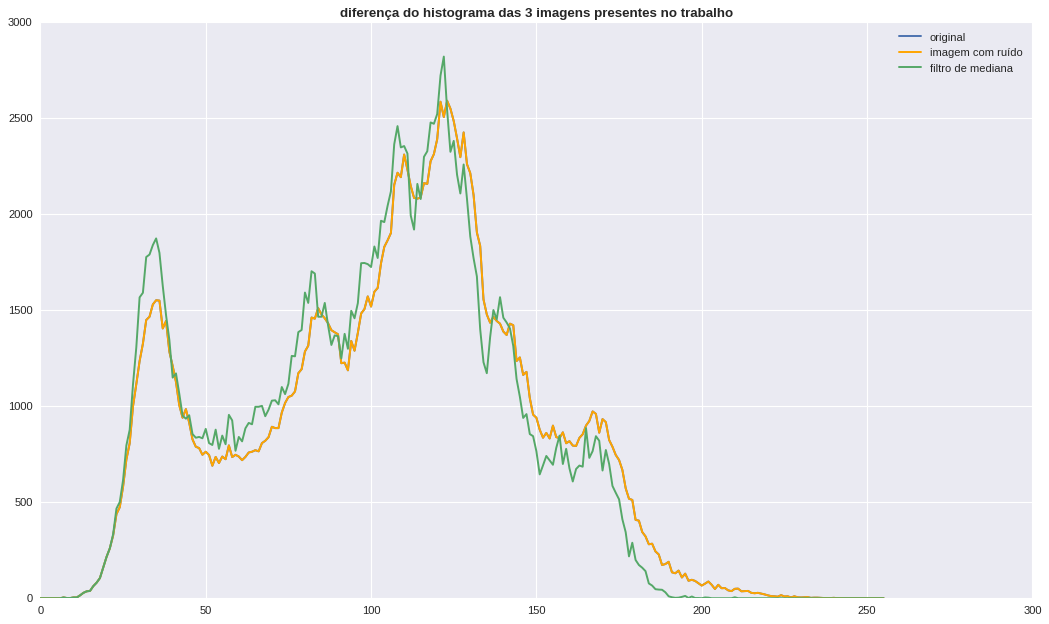 diferença do histograma das 3 imagens presentes no trabalho
3000
2500
2000
1500
1000
500
0
original
imagem com ruído
filtro de mediana
0 50 100 150 200 250 300